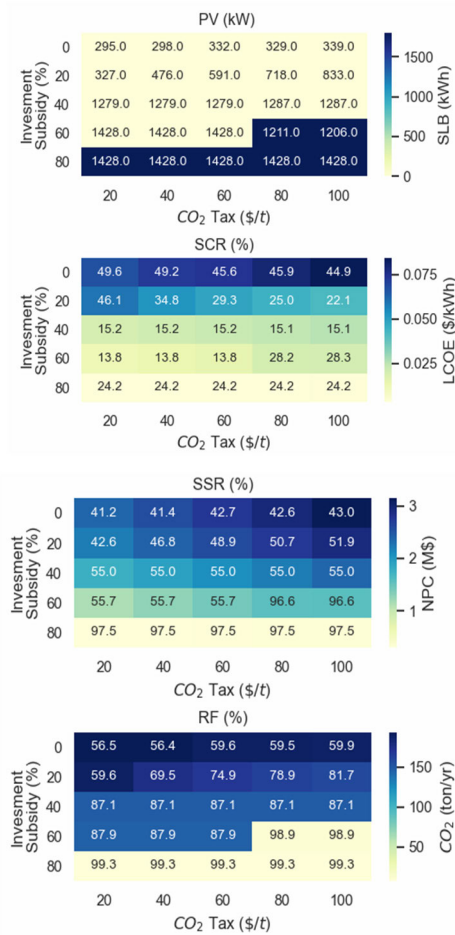 PV (kW)
0 295.0 298.0 332.0 329.0 339.0
20 327.0 476.0 591.0 718.0 833.0
40 1279.0 1279.0 1279.0 1287.0 1287.0
60 1428.0 1428.0 1428.0 1211.0 1206.0
80 1428.0 1428.0 1428.0 1428.0 1428.0
20 40 60 80 100
CO2 Tax ($/t)
Invesment
Subsidy (%)
1500
1000
500
0
SLB (kWh)
SCR (%)
0 49.6 49.2 45.6 45.9 44.9
20 46.1 34.8 29.3 25.0 22.1
40 15.2 15.2 15.2 15.1 15.1
60 13.8 13.8 13.8 28.2 28.3
80 24.2 24.2 24.2 24.2 24.2
20 40 60 80 100
CO2 Tax ($/t)
Invesment
Subsidy (%)
0.075
0.050
0.025
LCOE ($/kWh)
SSR (%)
0 41.2 41.4 42.7 42.6 43.0
20 42.6 46.8 48.9 50.7 51.9
40 55.0 55.0 55.0 55.0 55.0
60 55.7 55.7 55.7 96.6 96.6
80 97.5 97.5 97.5 97.5 97.5
20 40 60 80 100
CO2 Tax ($/t)
Invesment
Subsidy (%)
3
2
1
NPC (M$)
RF (%)
0 56.5 56.4 59.6 59.5 59.9
20 59.6 69.5 74.9 78.9 81.7
40 87.1 87.1 87.1 87.1 87.1
60 87.9 87.9 87.9 98.9 98.9
80 99.3 99.3 99.3 99.3 99.3
20 40 60 80 100
CO2 Tax ($/t)
Invesment
Subsidy (%)
150
100
50
CO2 (ton/yr)